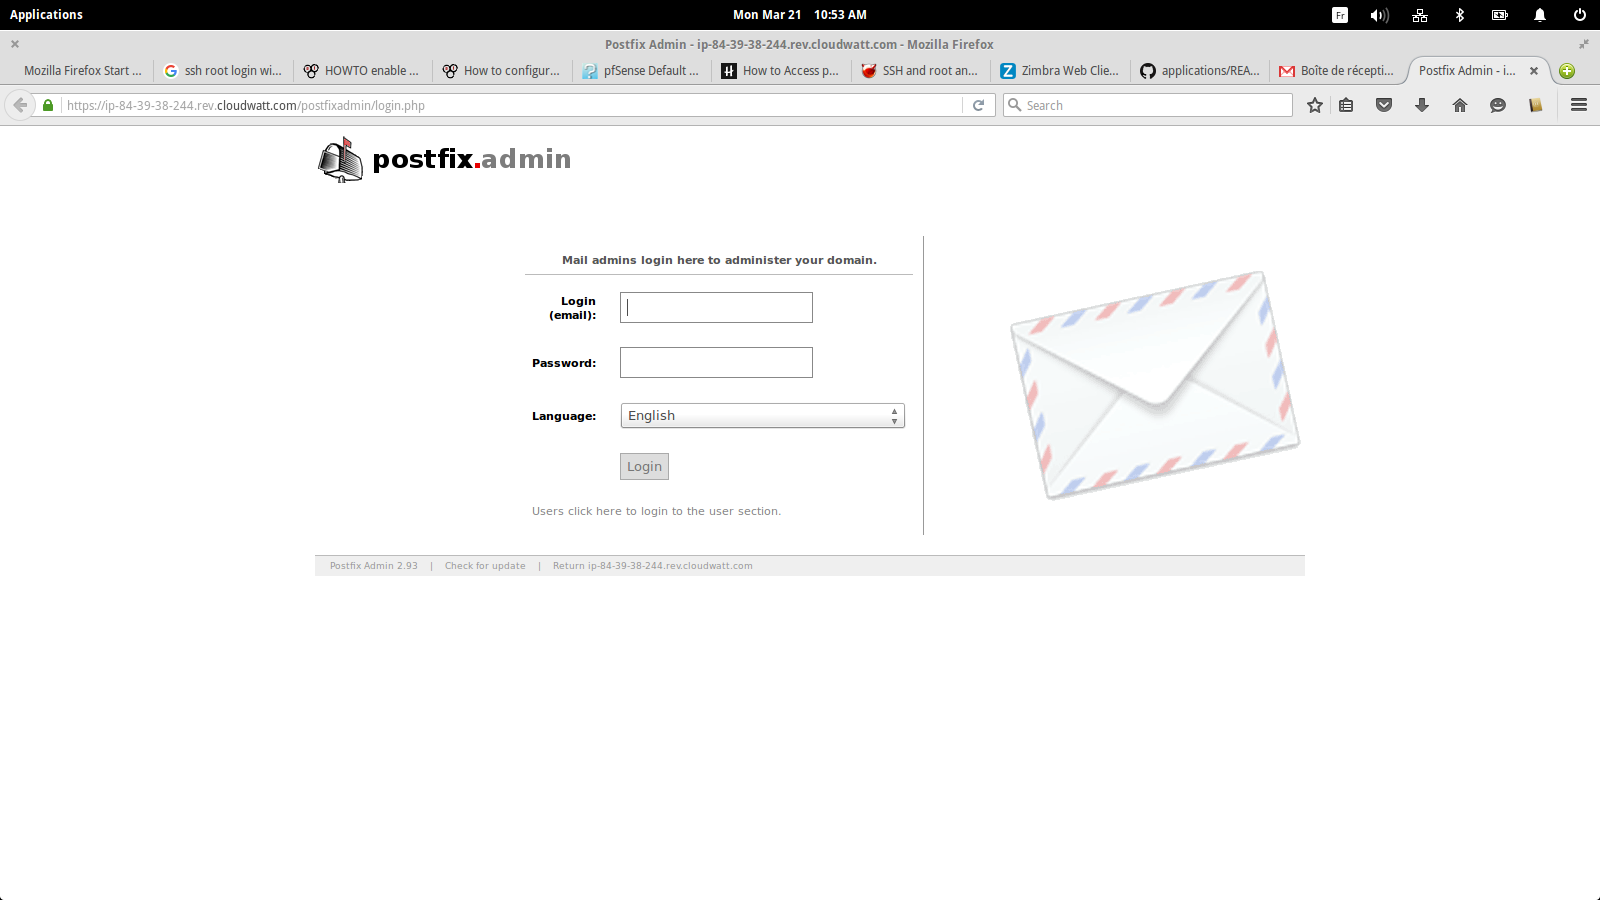 Applications
Mon Mar 21 10:53 AM
Fr
Postfix Admin - ip-84-39-38-244.rev.cloudwatt.com - Mozilla Firefox
Mozilla Firefox Start ...
ssh root login wi...
HOWTO enable ...
How to configur...
pfSense Default ...
How to Access p...
SSH and root an...
Zimbra Web Clie...
applications/REA...
Boîte de récepti...
Postfix Admin - i...
https://ip-84-39-38-244.rev.cloudwatt.com/postfixadmin/login.php
Search
postfix.admin
Mail admins login here to administer your domain.
Login
(email):
Password:
Language:
English
Login
Users click here to login to the user section.
Postfix Admin 2.93 | Check for update | Return ip-84-39-38-244.rev.cloudwatt.com